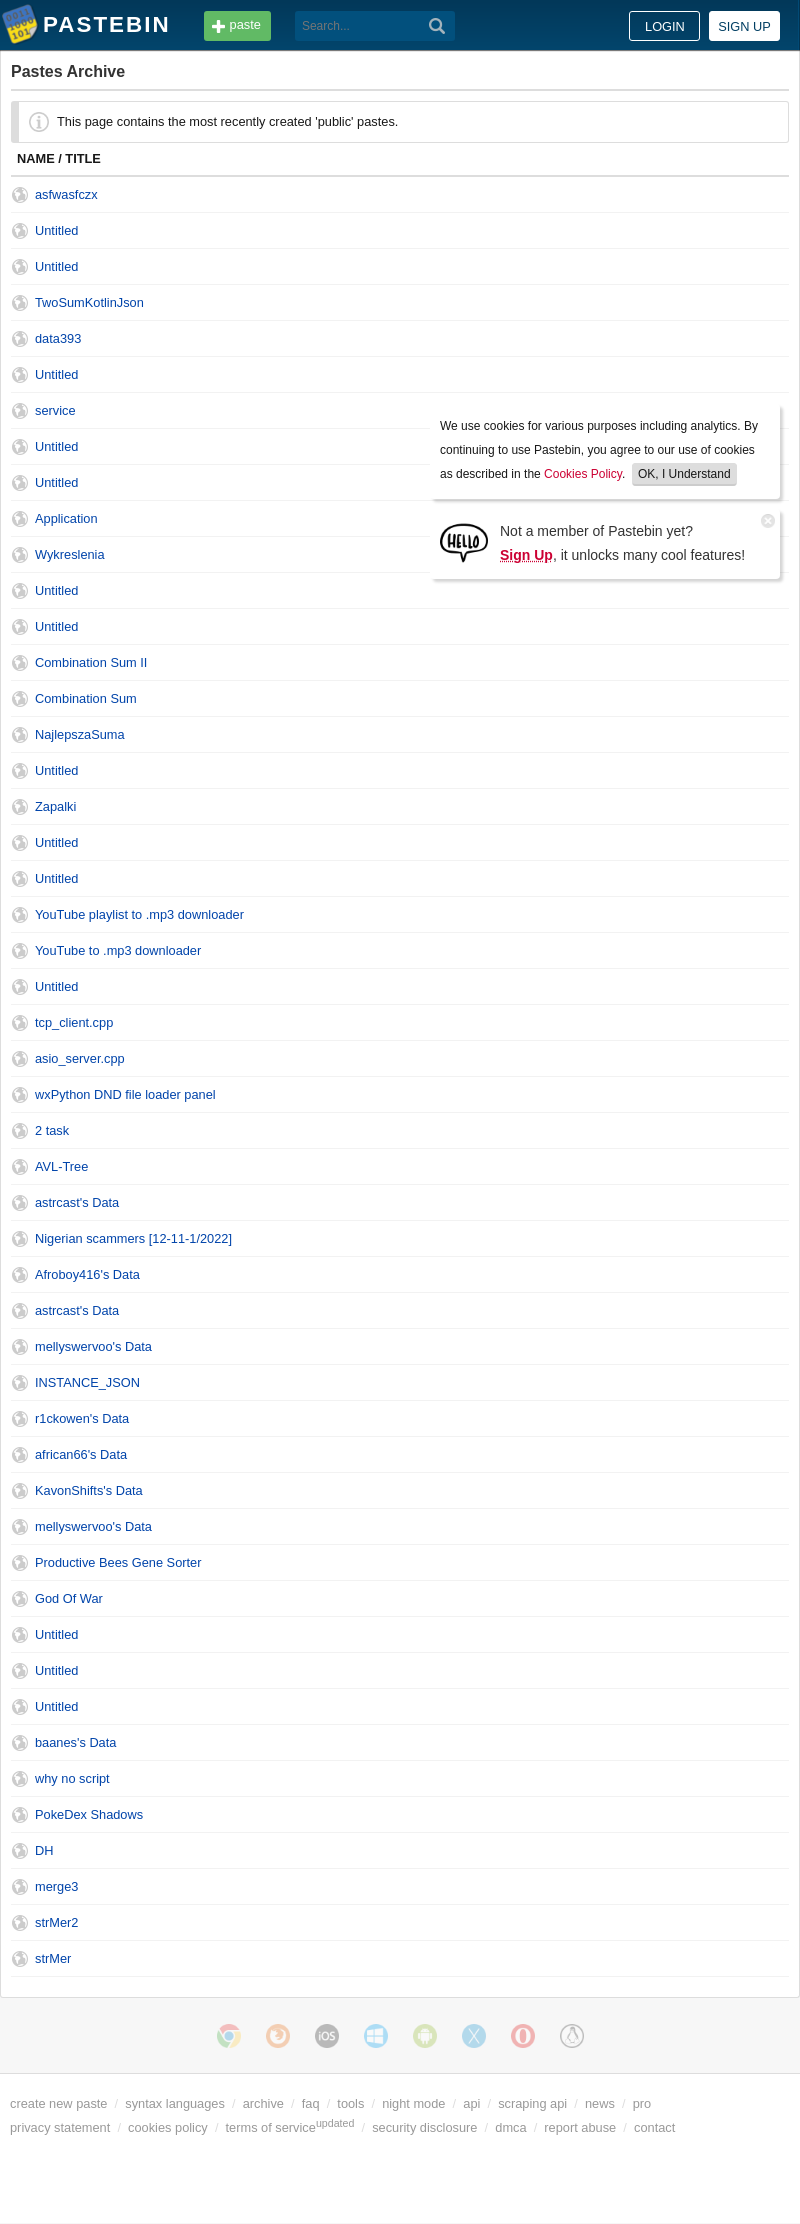 PASTEBIN
paste
Search...
LOGIN
SIGN UP
Pastes Archive
This page contains the most recently created 'public' pastes.
NAME / TITLE
asfwasfczx
Untitled
Untitled
TwoSumKotlinJson
data393
Untitled
service
Untitled
Untitled
Application
Wykreslenia
Untitled
Untitled
Combination Sum II
Combination Sum
NajlepszaSuma
Untitled
Zapalki
Untitled
Untitled
YouTube playlist to .mp3 downloader
YouTube to .mp3 downloader
Untitled
tcp_client.cpp
asio_server.cpp
wxPython DND file loader panel
2 task
AVL-Tree
astrcast's Data
Nigerian scammers [12-11-1/2022]
Afroboy416's Data
astrcast's Data
mellyswervoo's Data
INSTANCE_JSON
r1ckowen's Data
african66's Data
KavonShifts's Data
mellyswervoo's Data
Productive Bees Gene Sorter
God Of War
Untitled
Untitled
Untitled
baanes's Data
why no script
PokeDex Shadows
DH
merge3
strMer2
strMer
We use cookies for various purposes including analytics. By
continuing to use Pastebin, you agree to our use of cookies
as described in the Cookies Policy. OK, I Understand
HELLO
Not a member of Pastebin yet?
Sign Up, it unlocks many cool features!
iOS
create new paste / syntax languages / archive / faq / tools / night mode / api / scraping api / news / pro
privacy statement / cookies policy / terms of serviceupdated / security disclosure / dmca / report abuse / contact